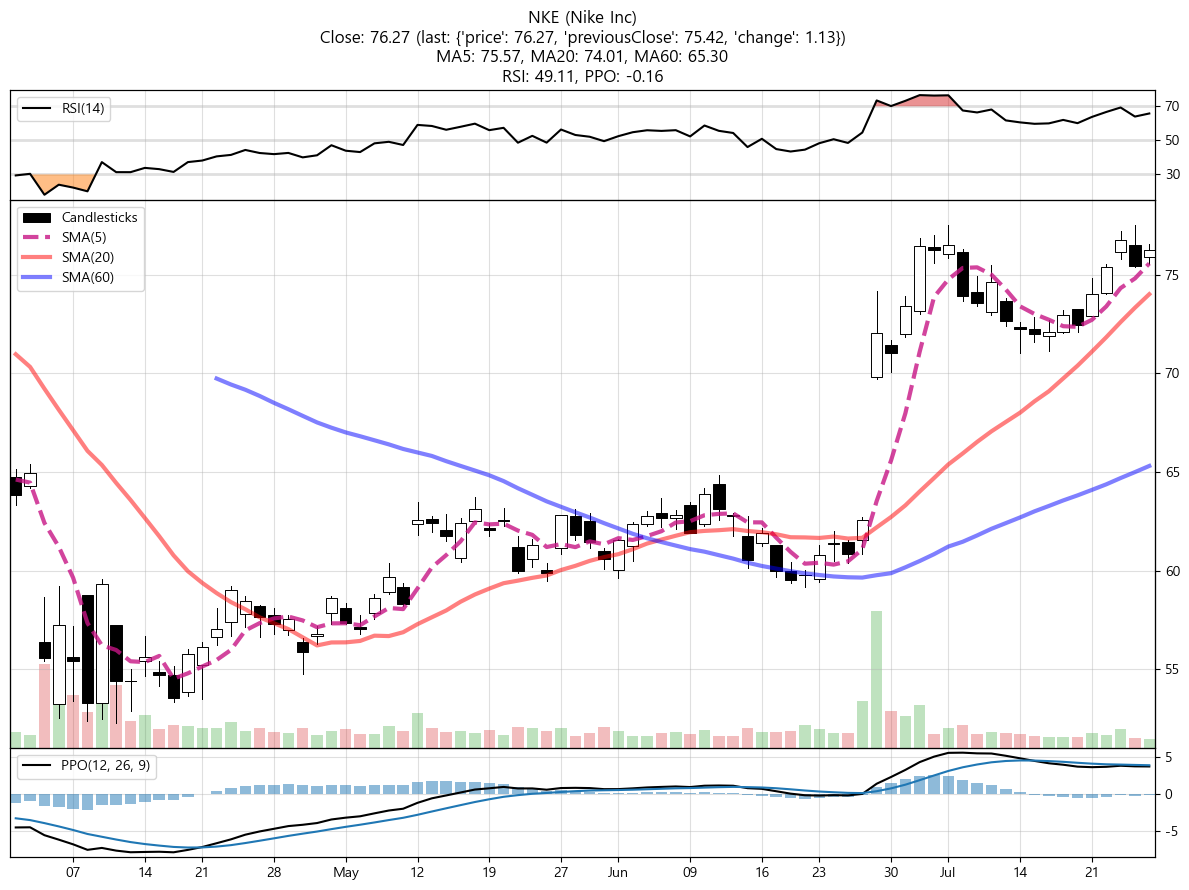 NKE (Nike Inc)
Close: 76.27 (last: {'price': 76.27, 'previousClose': 75.42, 'change': 1.13})
MA5: 75.57, MA20: 74.01, MA60: 65.30
RSI: 49.11, PPO: -0.16
RSI(14)
70
50
30
Candlesticks
SMA(5)
SMA(20)
SMA(60)
75
70
65
60
55
PPO(12, 26, 9)
5
0
-5
07 14 21 28 May 12 19 27 Jun 09 16 23 30 Jul 14 21